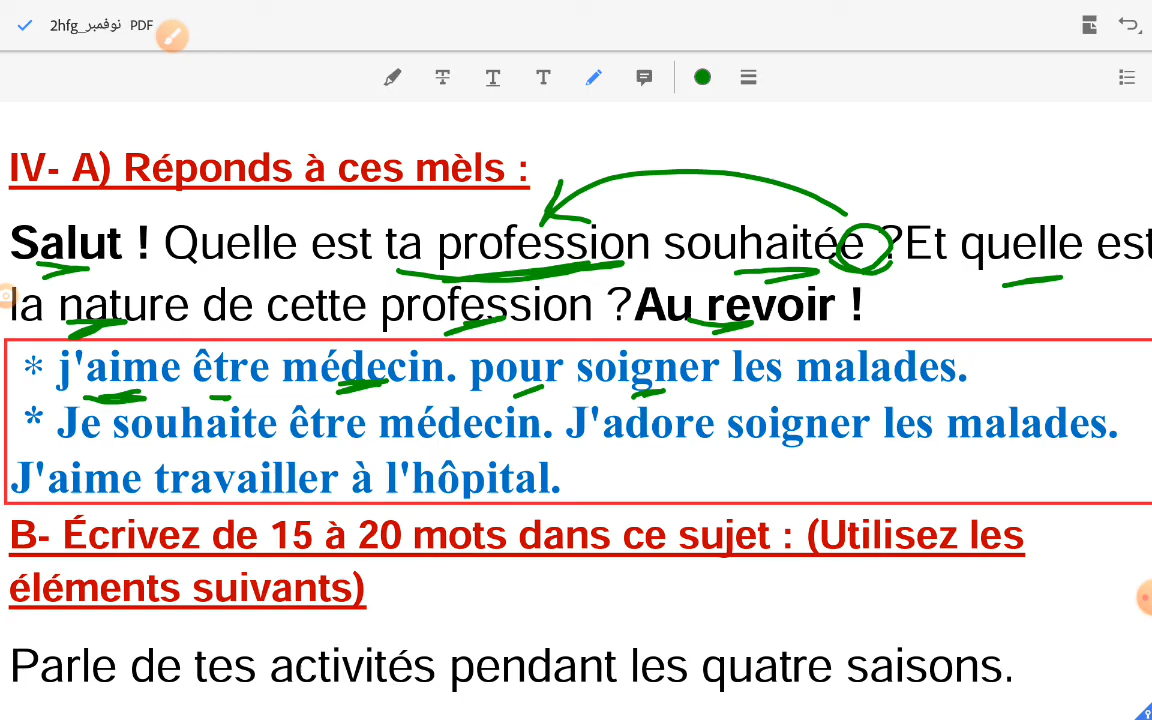 2hfg_نوفمبر PDF
IV- A) Réponds à ces mèls :
Salut ! Quelle est ta profession souhaitée ?Et quelle est
la nature de cette profession ?Au revoir !
* j'aime être médecin. pour soigner les malades.
* Je souhaite être médecin. J'adore soigner les malades.
J'aime travailler à l'hôpital.
B- Écrivez de 15 à 20 mots dans ce sujet : (Utilisez les
éléments suivants)
Parle de tes activités pendant les quatre saisons.